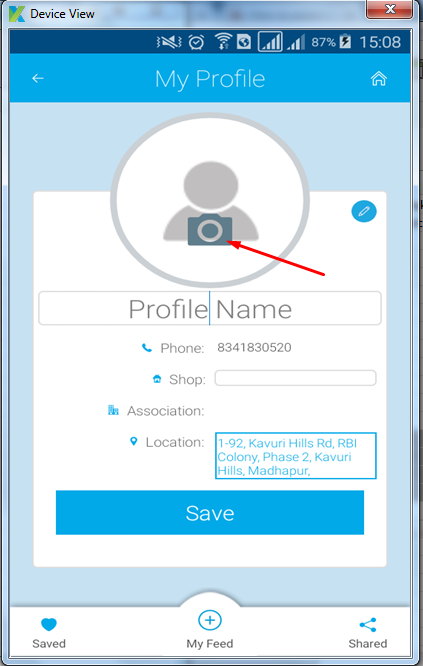 Device View
87% 15:08
My Profile
Profile Name
Phone: 8341830520
Shop:
Association:
Location: 1-92, Kavuri Hills Rd, RBI
Colony, Phase 2, Kavuri
Hills, Madhapur,
Save
Saved My Feed Shared